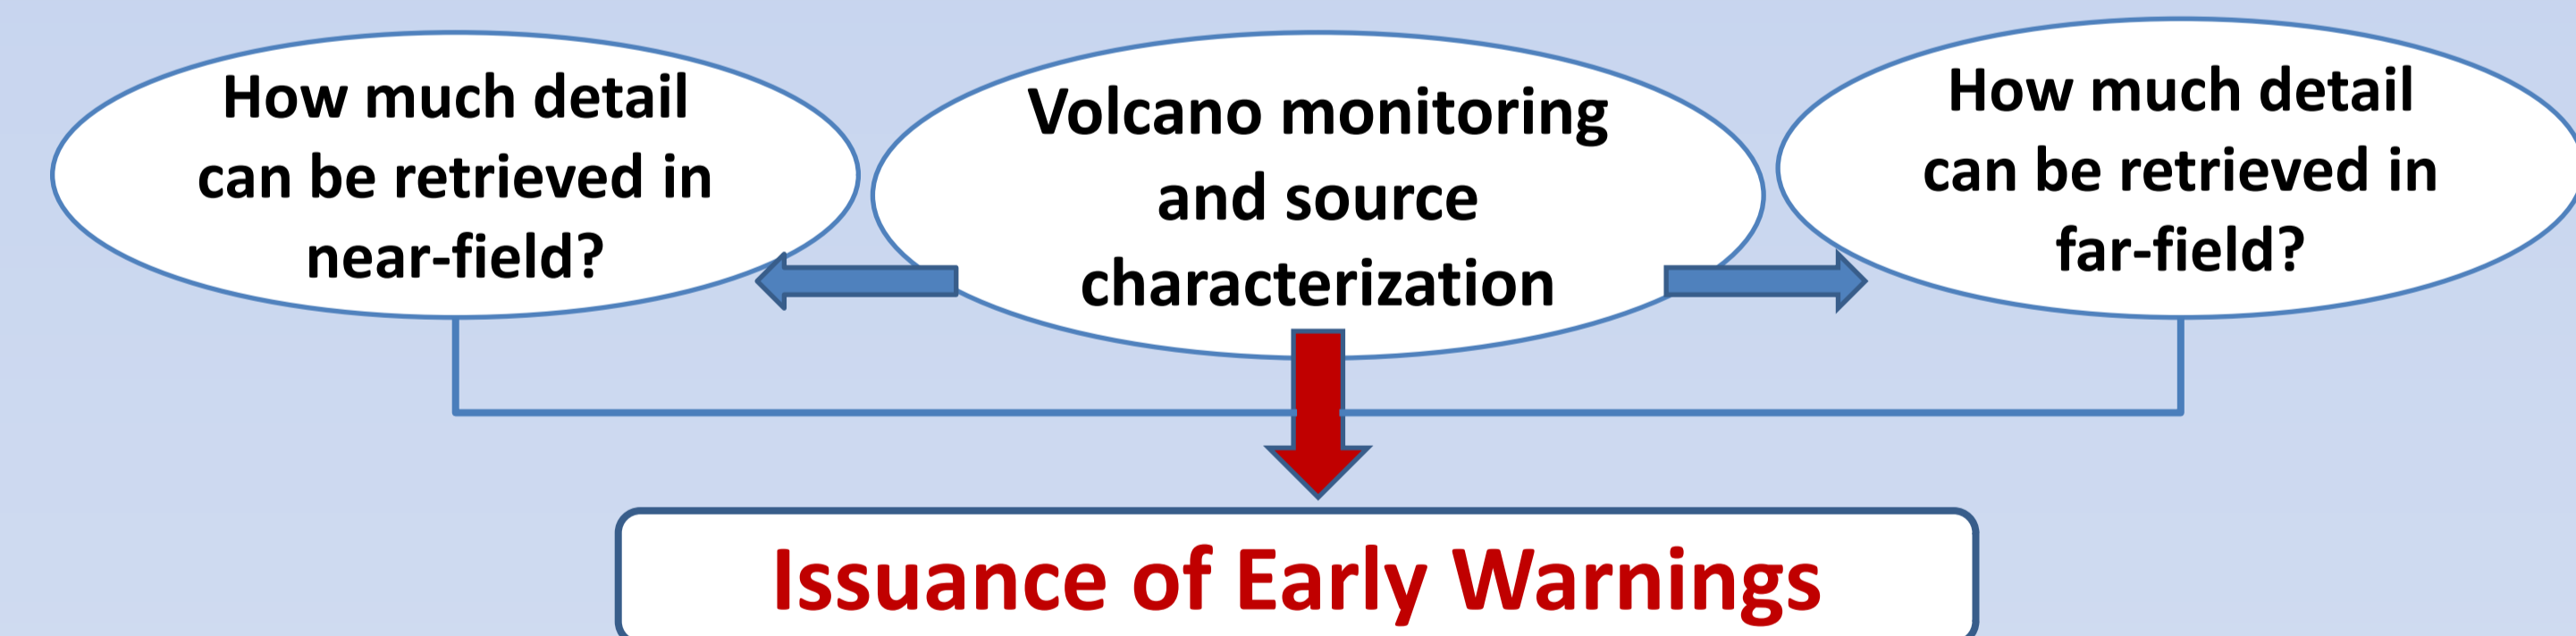 How much detail
can be retrieved in
near-field?
Volcano monitoring
and source
characterization
How much detail
can be retrieved in
far-field?
Issuance of Early Warnings